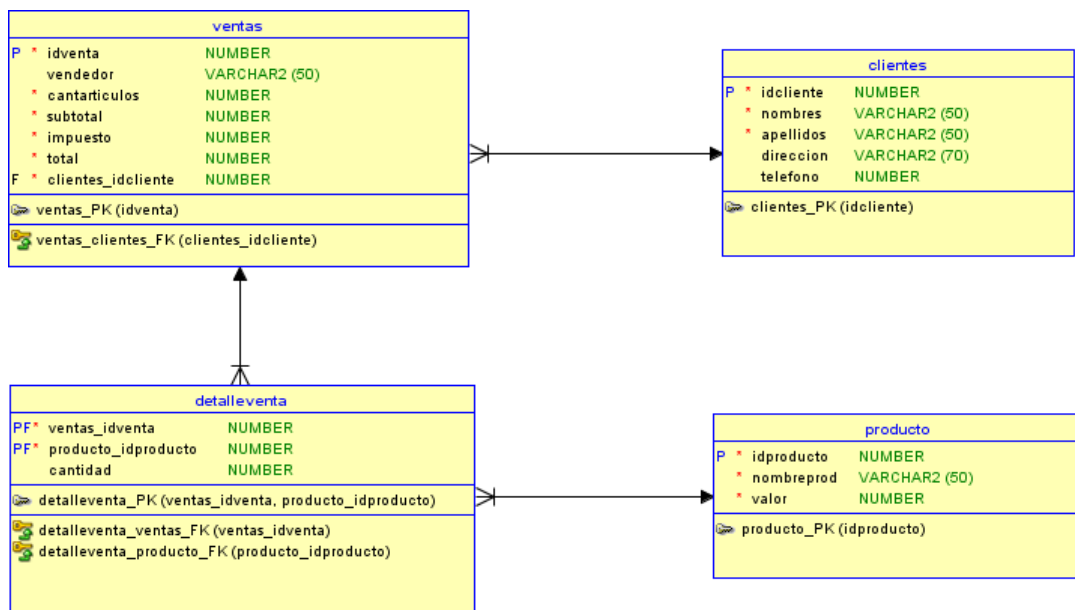 ventas
P * idventa NUMBER
vendedor VARCHAR2 (50)
* cantarticulos NUMBER
* subtotal NUMBER
* impuesto NUMBER
* total NUMBER
F * clientes_idcliente NUMBER
ventas_PK (idventa)
ventas_clientes_FK (clientes_idcliente)
clientes
P * idcliente NUMBER
* nombres VARCHAR2 (50)
* apellidos VARCHAR2 (50)
direccion VARCHAR2 (70)
telefono NUMBER
clientes_PK (idcliente)
detalleventa
PF* ventas_idventa NUMBER
PF* producto_idproducto NUMBER
cantidad NUMBER
detalleventa_PK (ventas_idventa, producto_idproducto)
detalleventa_ventas_FK (ventas_idventa)
detalleventa_producto_FK (producto_idproducto)
producto
P * idproducto NUMBER
* nombreprod VARCHAR2 (50)
* valor NUMBER
producto_PK (idproducto)